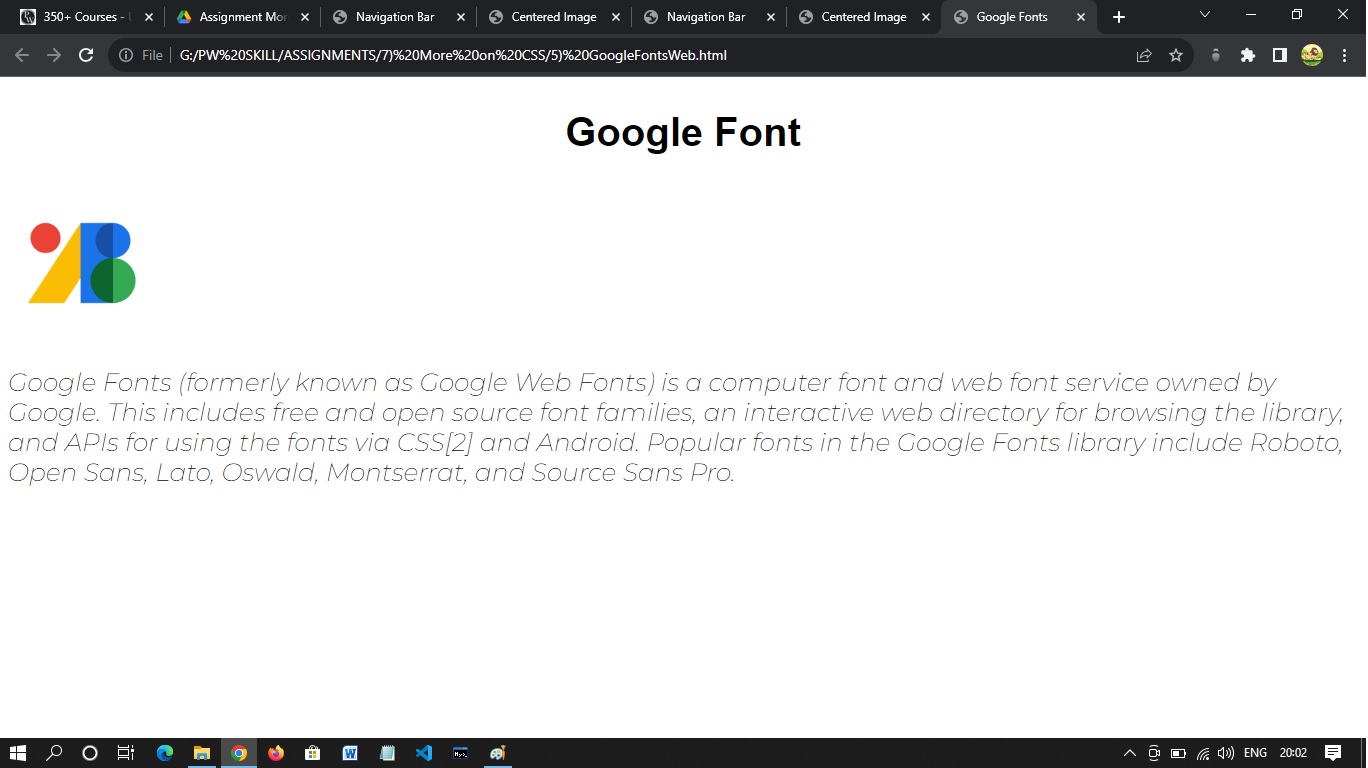 350+ Courses -
Assignment Mor
Navigation Bar
Centered Image
Navigation Bar
Centered Image
Google Fonts
File
G:/PW%20SKILL/ASSIGNMENTS/7)%20More%20on%20CSS/5)%20GoogleFontsWeb.html
Google Font
Google Fonts (formerly known as Google Web Fonts) is a computer font and web font service owned by
Google. This includes free and open source font families, an interactive web directory for browsing the library,
and APIs for using the fonts via CSS[2] and Android. Popular fonts in the Google Fonts library include Roboto,
Open Sans, Lato, Oswald, Montserrat, and Source Sans Pro.
ENG
20:02